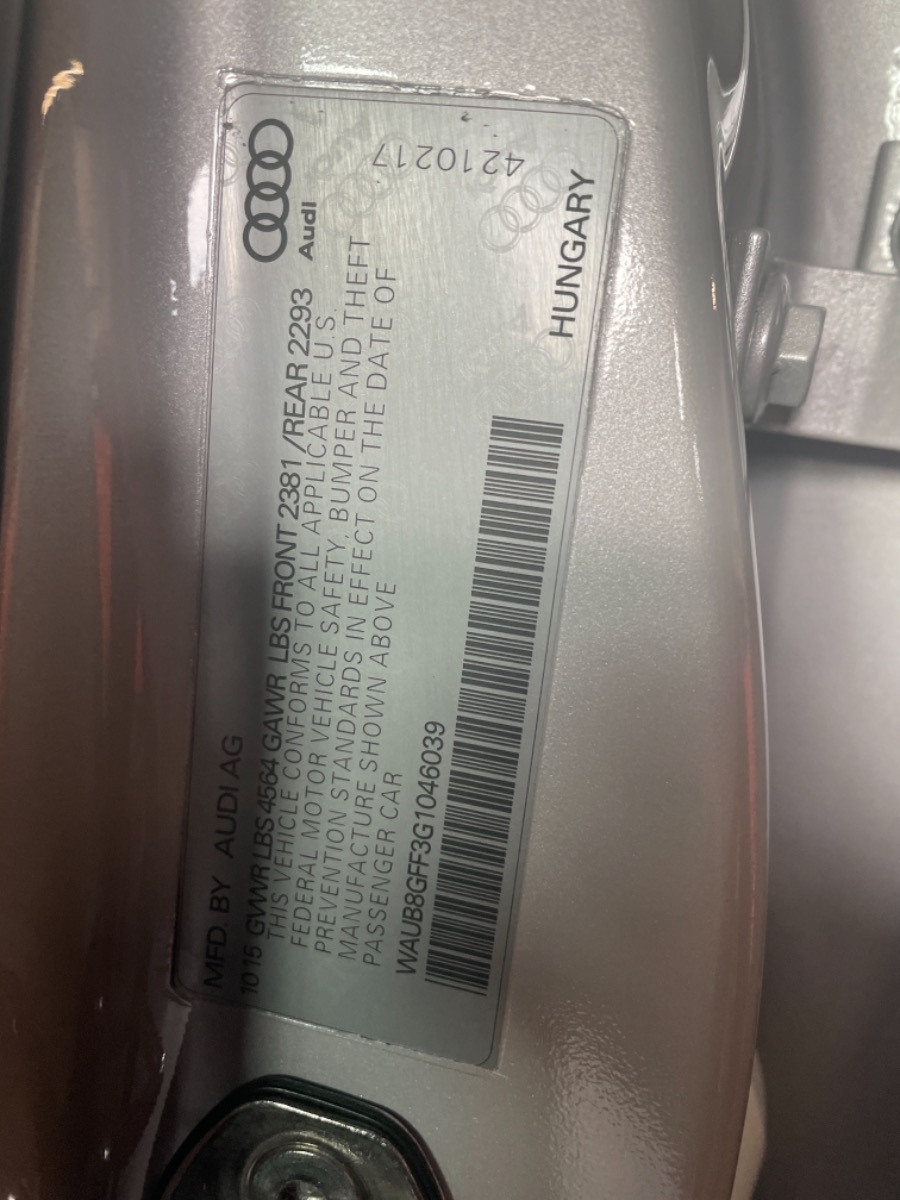 MFD. BY AUDI AG
10 15 GVWR LBS 4564 GAWR LBS FRONT 2381/REAR 2293
THIS VEHICLE CONFORMS TO ALL APPLICABLE U.S.
FEDERAL MOTOR VEHICLE SAFETY, BUMPER AND THEFT
PREVENTION STANDARDS IN EFFECT ON THE DATE OF
MANUFACTURE SHOWN ABOVE
PASSENGER CAR
WAUB8GFF3G1046039
Audi
4210217
HUNGARY